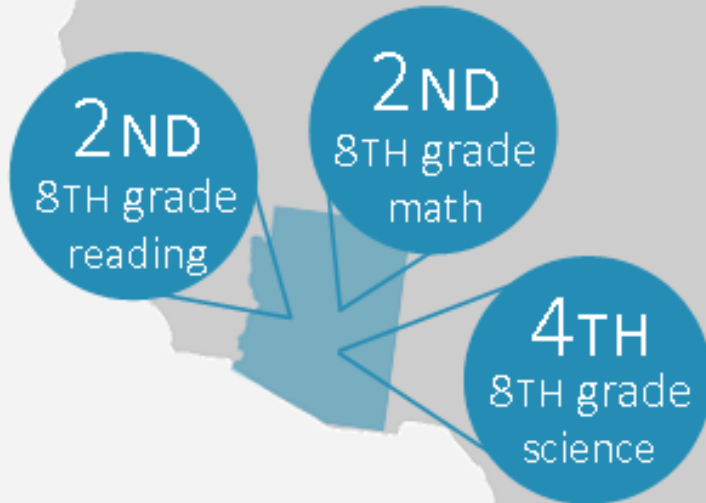 2ND
8TH grade
reading
2ND
8TH grade
math
4TH
8TH grade
science